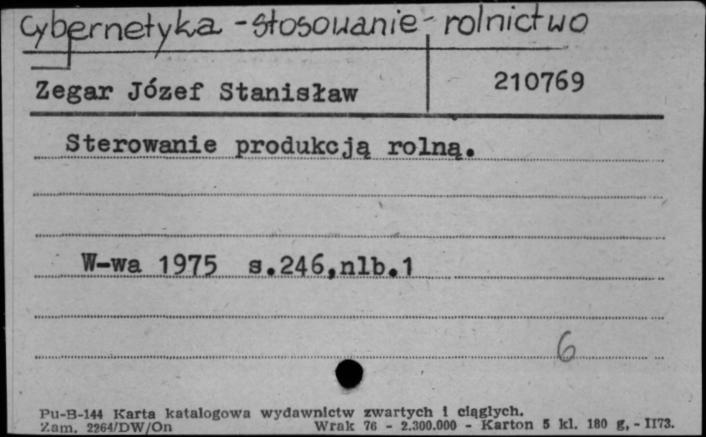 Cybernetyka - stosowanie - rolnictwo
Zegar Józef Stanisław
210769
Sterowanie produkcją rolną.
W-wa 1975 s.246,nlb.1
6
Pu-B-144 Karta katalogowa wydawnictw zwartych i ciągłych.
Zam. 2264/DW/On Wrak 76 - 2.300.000 - Karton 5 kl. 180 g, - II73.